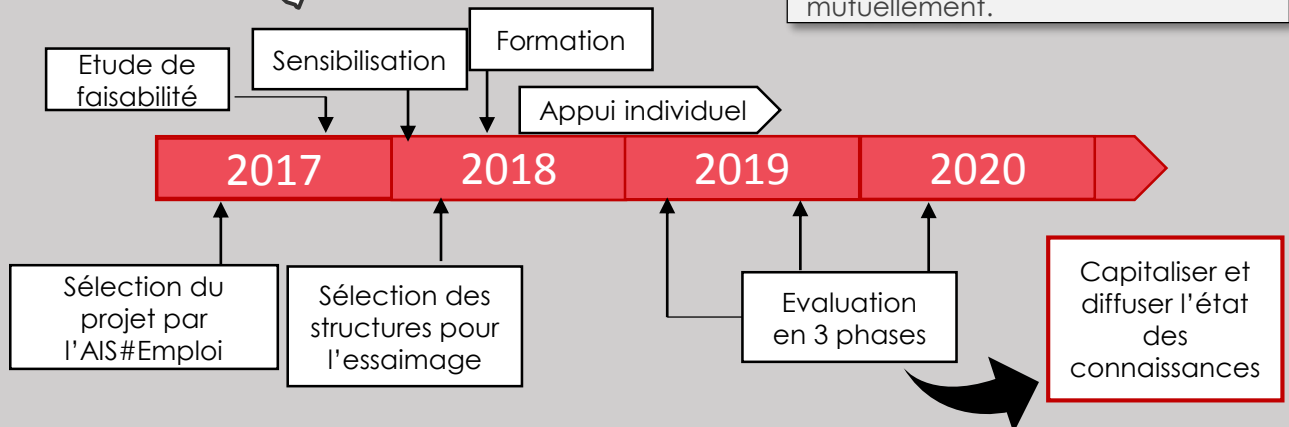 mutuellement.
Formation
Sensibilisation
Etude de
faisabilité
Appui individuel
2017
2018
2019
2020
Sélection du
projet par
l'AIS#Emploi
Sélection des
structures pour
l'essaimage
Evaluation
en 3 phases
Capitaliser et
diffuser l'état
des
connaissances